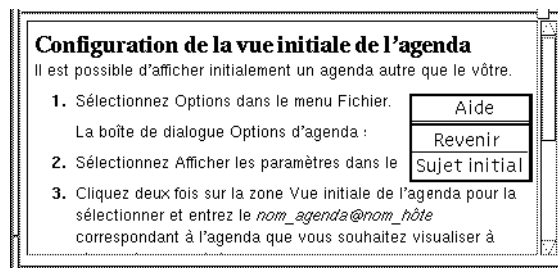 Configuration de la vue initiale de l'agenda
Il est possible d'afficher initialement un agenda autre que le vôtre.
1. Sélectionnez Options dans le menu Fichier.
La boîte de dialogue Options d'agenda
2. Sélectionnez Afficher les paramètres dans le
3. Cliquez deux fois sur la zone Vue initiale de l'agenda pour la
sélectionner et entrez le nom_agenda@nom_hôte
correspondant à l'agenda que vous souhaitez visualiser à
Aide
Revenir
Sujet initial